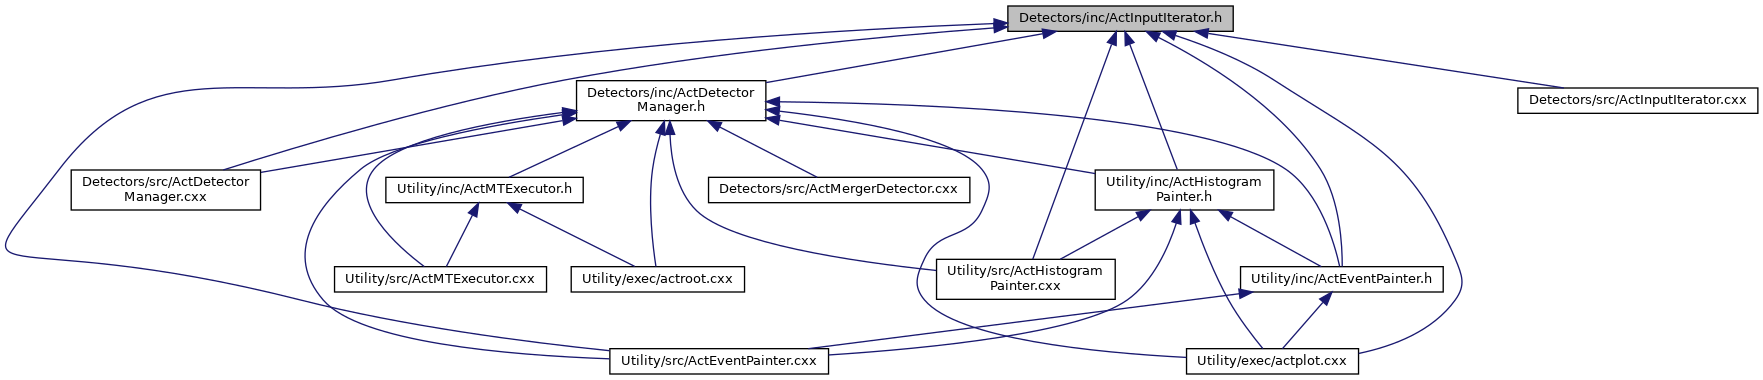 Detectors/inc/ActInputIterator.h
Detectors/inc/ActDetector
Manager.h
Detectors/src/ActInputIterator.cxx
Detectors/src/ActDetector
Manager.cxx
Utility/inc/ActMTExecutor.h
Detectors/src/ActMergerDetector.cxx
Utility/inc/ActHistogram
Painter.h
Utility/src/ActMTExecutor.cxx
Utility/exec/actroot.cxx
Utility/src/ActHistogram
Painter.cxx
Utility/inc/ActEventPainter.h
Utility/src/ActEventPainter.cxx
Utility/exec/actplot.cxx